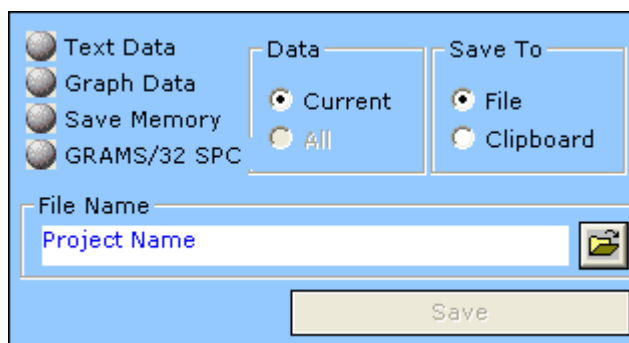 Text Data
Graph Data
Save Memory
GRAMS/32 SPC
Data
Current
All
Save To
File
Clipboard
File Name
Project Name
Save